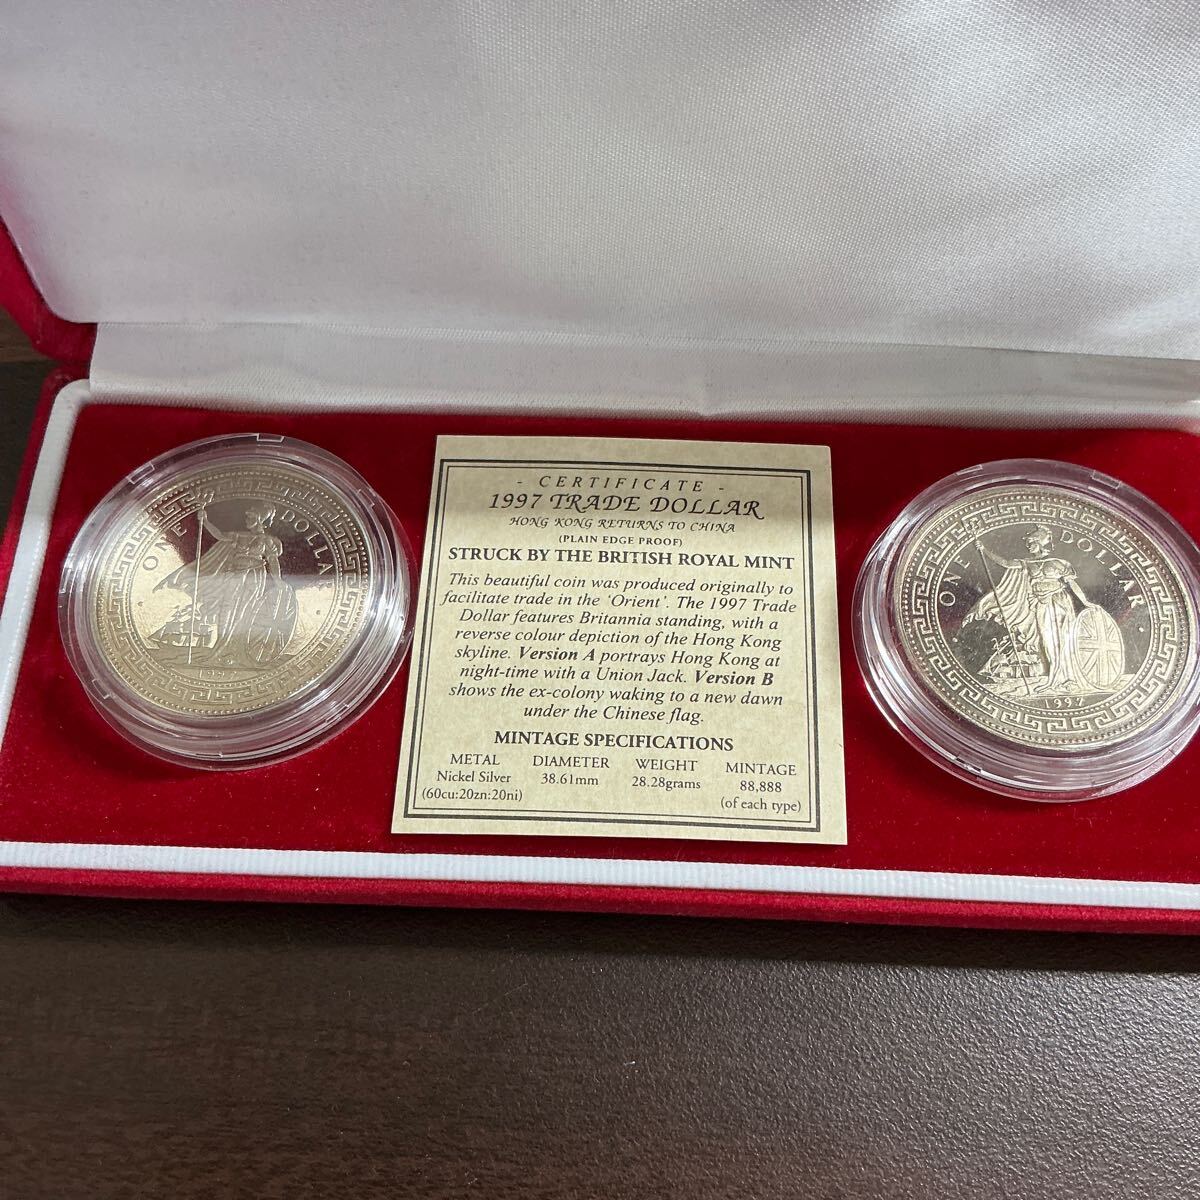 ONE DOLLAR
1997
- CERTIFICATE -
1997 TRADE DOLLAR
HONG KONG RETURNS TO CHINA
(PLAIN EDGE PROOF)
STRUCK BY THE BRITISH ROYAL MINT
This beautiful coin was produced originally to
facilitate trade in the 'Orient'. The 1997 Trade
Dollar features Britannia standing, with a
reverse colour depiction of the Hong Kong
skyline. Version A portrays Hong Kong at
night-time with a Union Jack. Version B
shows the ex-colony waking to a new dawn
under the Chinese flag.
MINTAGE SPECIFICATIONS
METAL DIAMETER WEIGHT MINTAGE
Nickel Silver 38.61mm 28.28grams 88,888
(60cu:20zn:20ni) (of each type)
ONE DOLLAR
1997